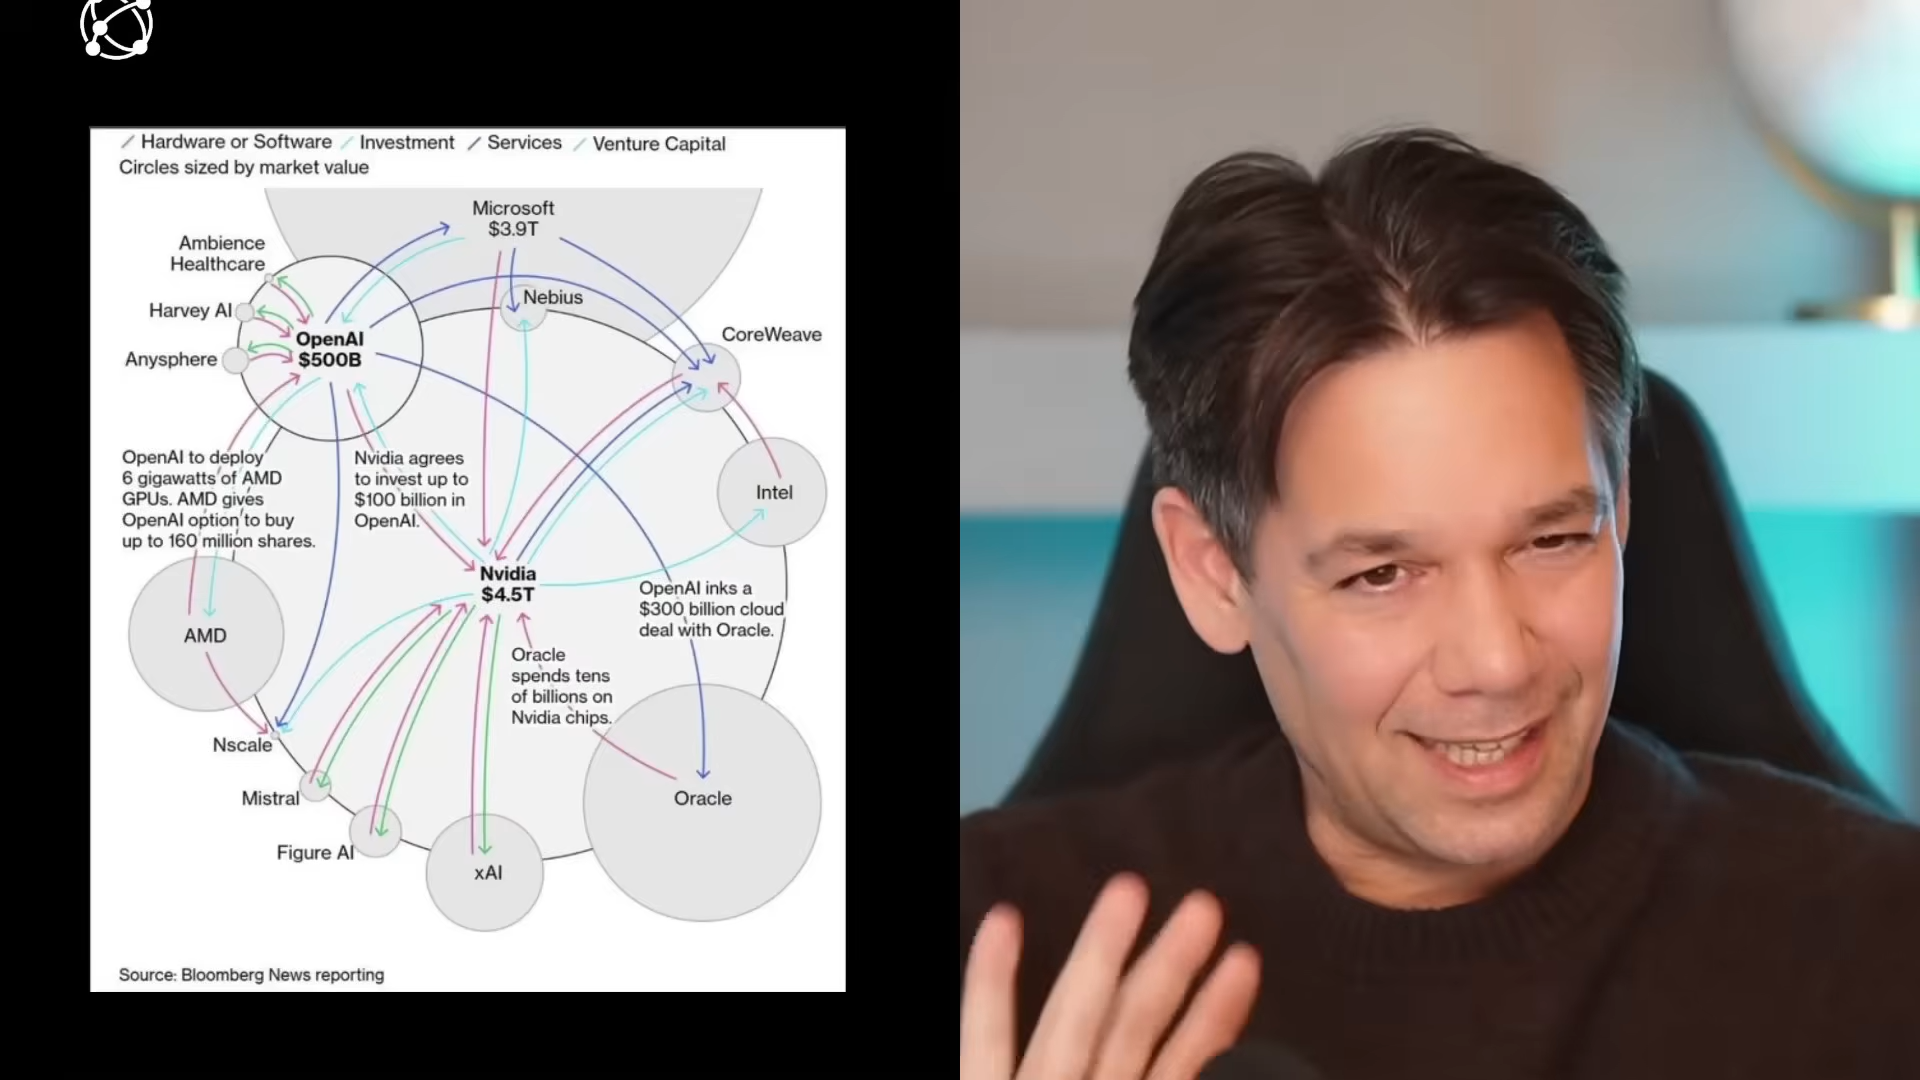 Hardware or Software Investment Services Venture Capital
Circles sized by market value
Microsoft
$3.9T
Ambience
Healthcare
Nebius
Harvey AI
CoreWeave
OpenAI
$500B
Anysphere
OpenAI to deploy
6 gigawatts of AMD
GPUs. AMD gives
OpenAI option to buy
up to 160 million shares.
Nvidia agrees
to invest up to
$100 billion in
OpenAI.
Intel
Nvidia
$4.5T
OpenAI inks a
$300 billion cloud
deal with Oracle.
AMD
Oracle
spends tens
of billions on
Nvidia chips.
Nscale
Mistral
Oracle
Figure AI
xAI
Source: Bloomberg News reporting